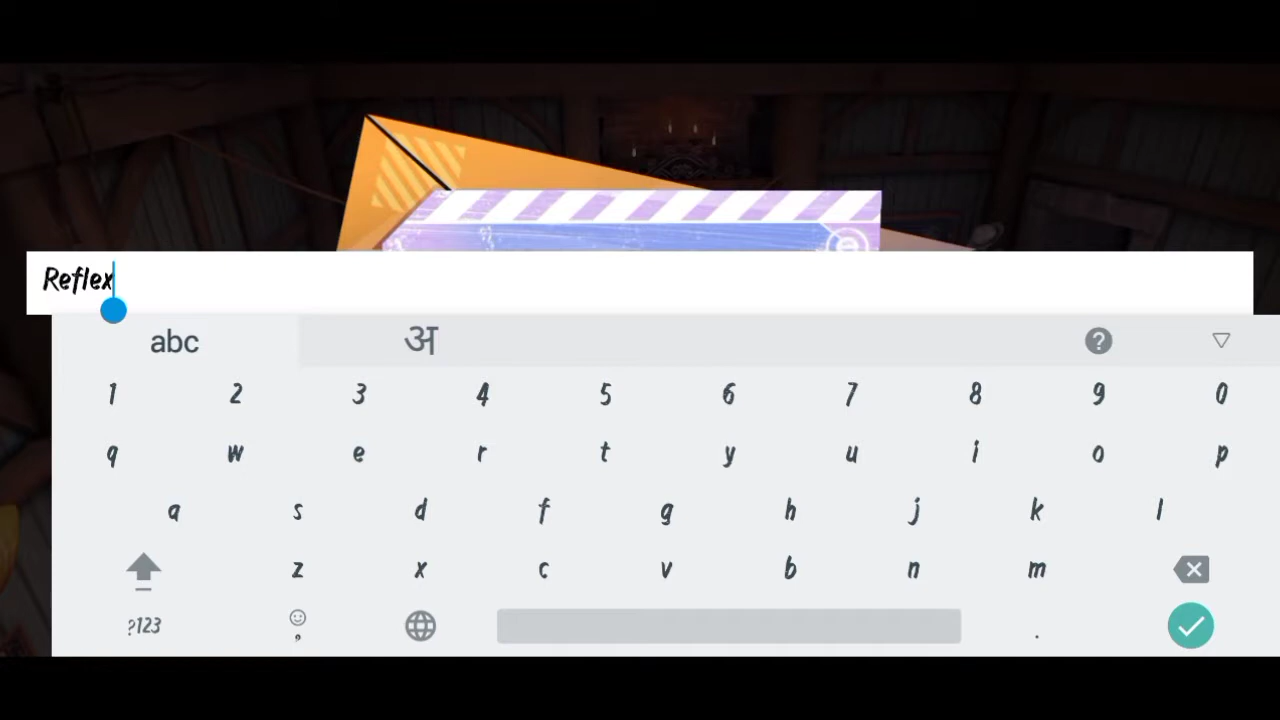 Reflex
abc अ ?
1 2 3 4 5 6 7 8 9 0
q w e r t y u i o p
a s d f g h j k l
z x c v b n m
?123 , .